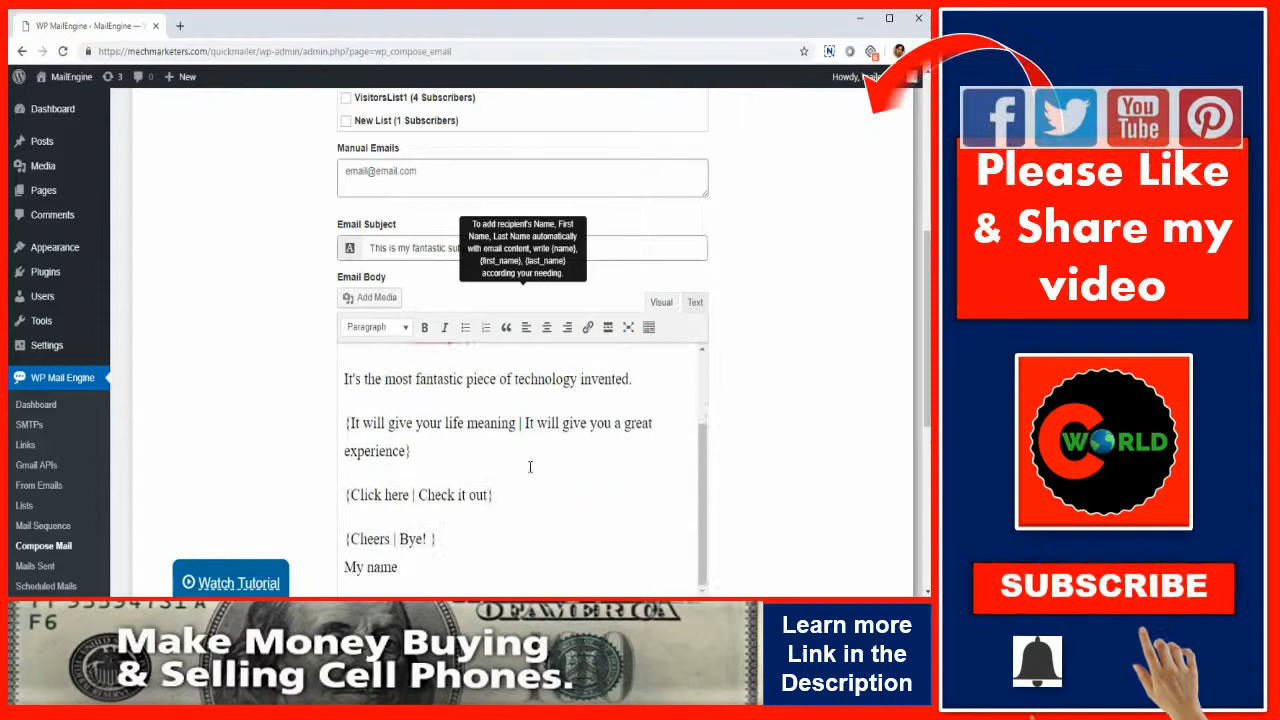 WP MailEngine ‹ MailEngine —
https://mechmarketers.com/quickmailer/wp-admin/admin.php?page=wp_compose_email
MailEngine 3 0 New
Howdy,
Dashboard
Posts
Media
Pages
Comments
Appearance
Plugins
Users
Tools
Settings
WP Mail Engine
Dashboard
SMTPs
Links
Gmail APIs
From Emails
Lists
Mail Sequence
Compose Mail
Mails Sent
Scheduled Mails
VisitorsList1 (4 Subscribers)
New List (1 Subscribers)
Manual Emails
email@email.com
Email Subject
This is my fantastic
To add recipient's Name, First
Name, Last Name automatically
with email content, write {name},
{first_name}, {last_name}
according your needing.
Email Body
Add Media
Visual Text
Paragraph
It's the most fantastic piece of technology invented.
{It will give your life meaning | It will give you a great
experience}
{Click here | Check it out}
{Cheers | Bye! }
My name
Watch Tutorial
You
Tube
Please Like
& Share my
video
C WORLD
SUBSCRIBE
F6
OF AMERICA
Make Money Buying
& Selling Cell Phones.
Learn more
Link in the
Description